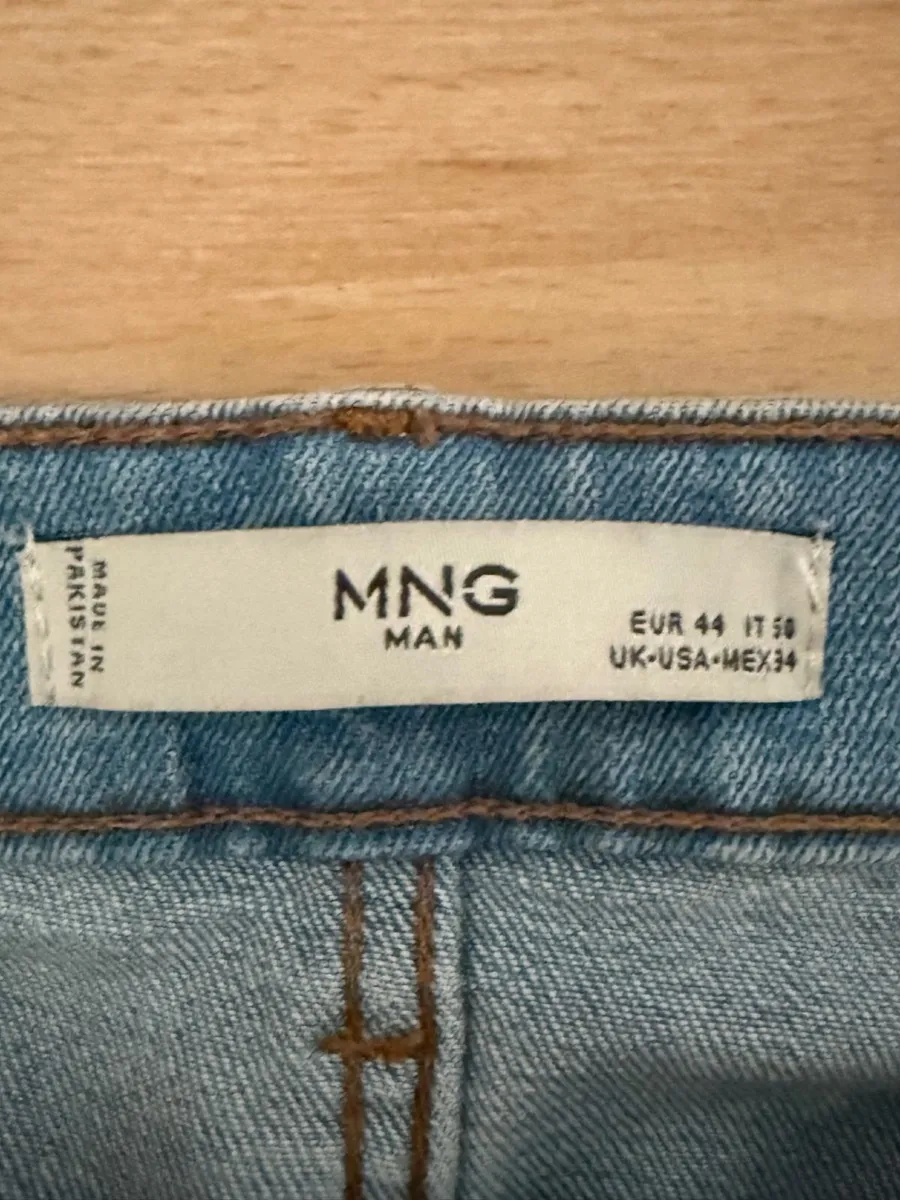 MADE IN
PAKISTAN
MNG
MAN
EUR 44 IT 50
UK·USA·MEX34